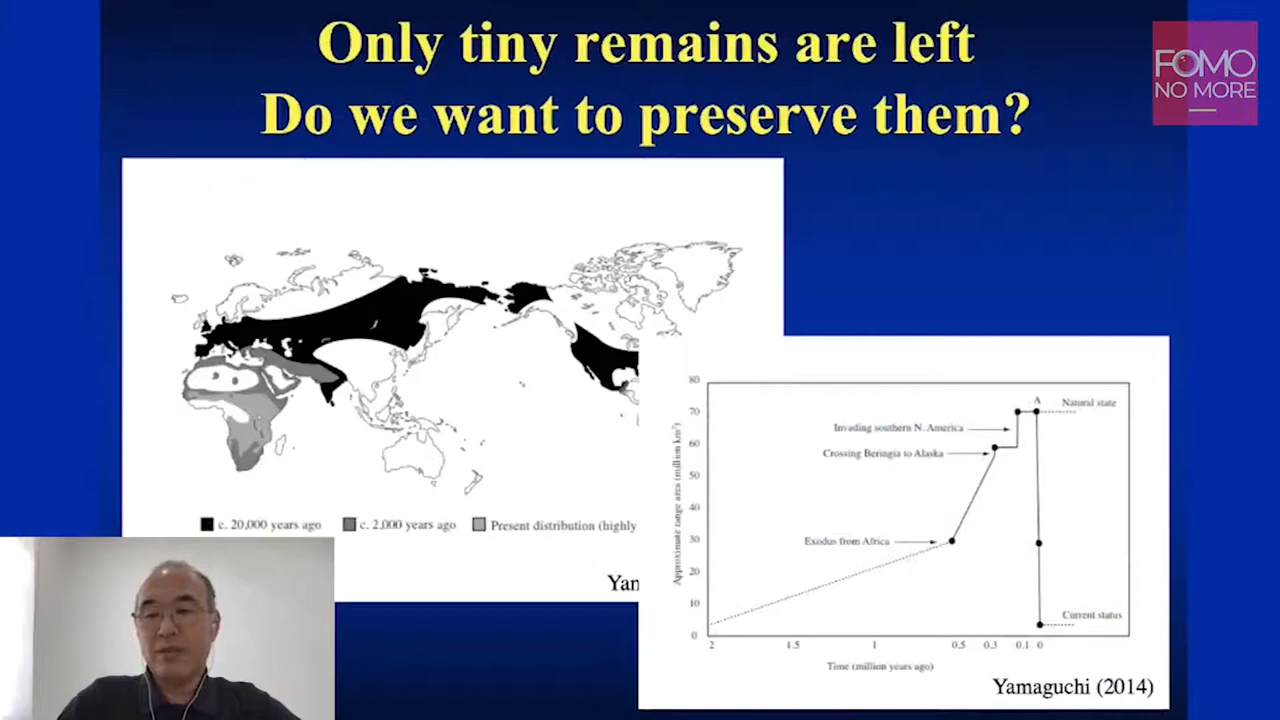 Only tiny remains are left
Do we want to preserve them?
FOMO
NO MORE
c. 20,000 years ago
c. 2,000 years ago
Present distribution (highly
Yan
80
70
60
50
40
30
20
10
0
Approximate range area (million km²)
A
Natural state
Invading southern N. America
Crossing Beringia to Alaska
Exodus from Africa
Current status
2 1.5 1 0.5 0.3 0.1 0
Time (million years ago)
Yamaguchi (2014)